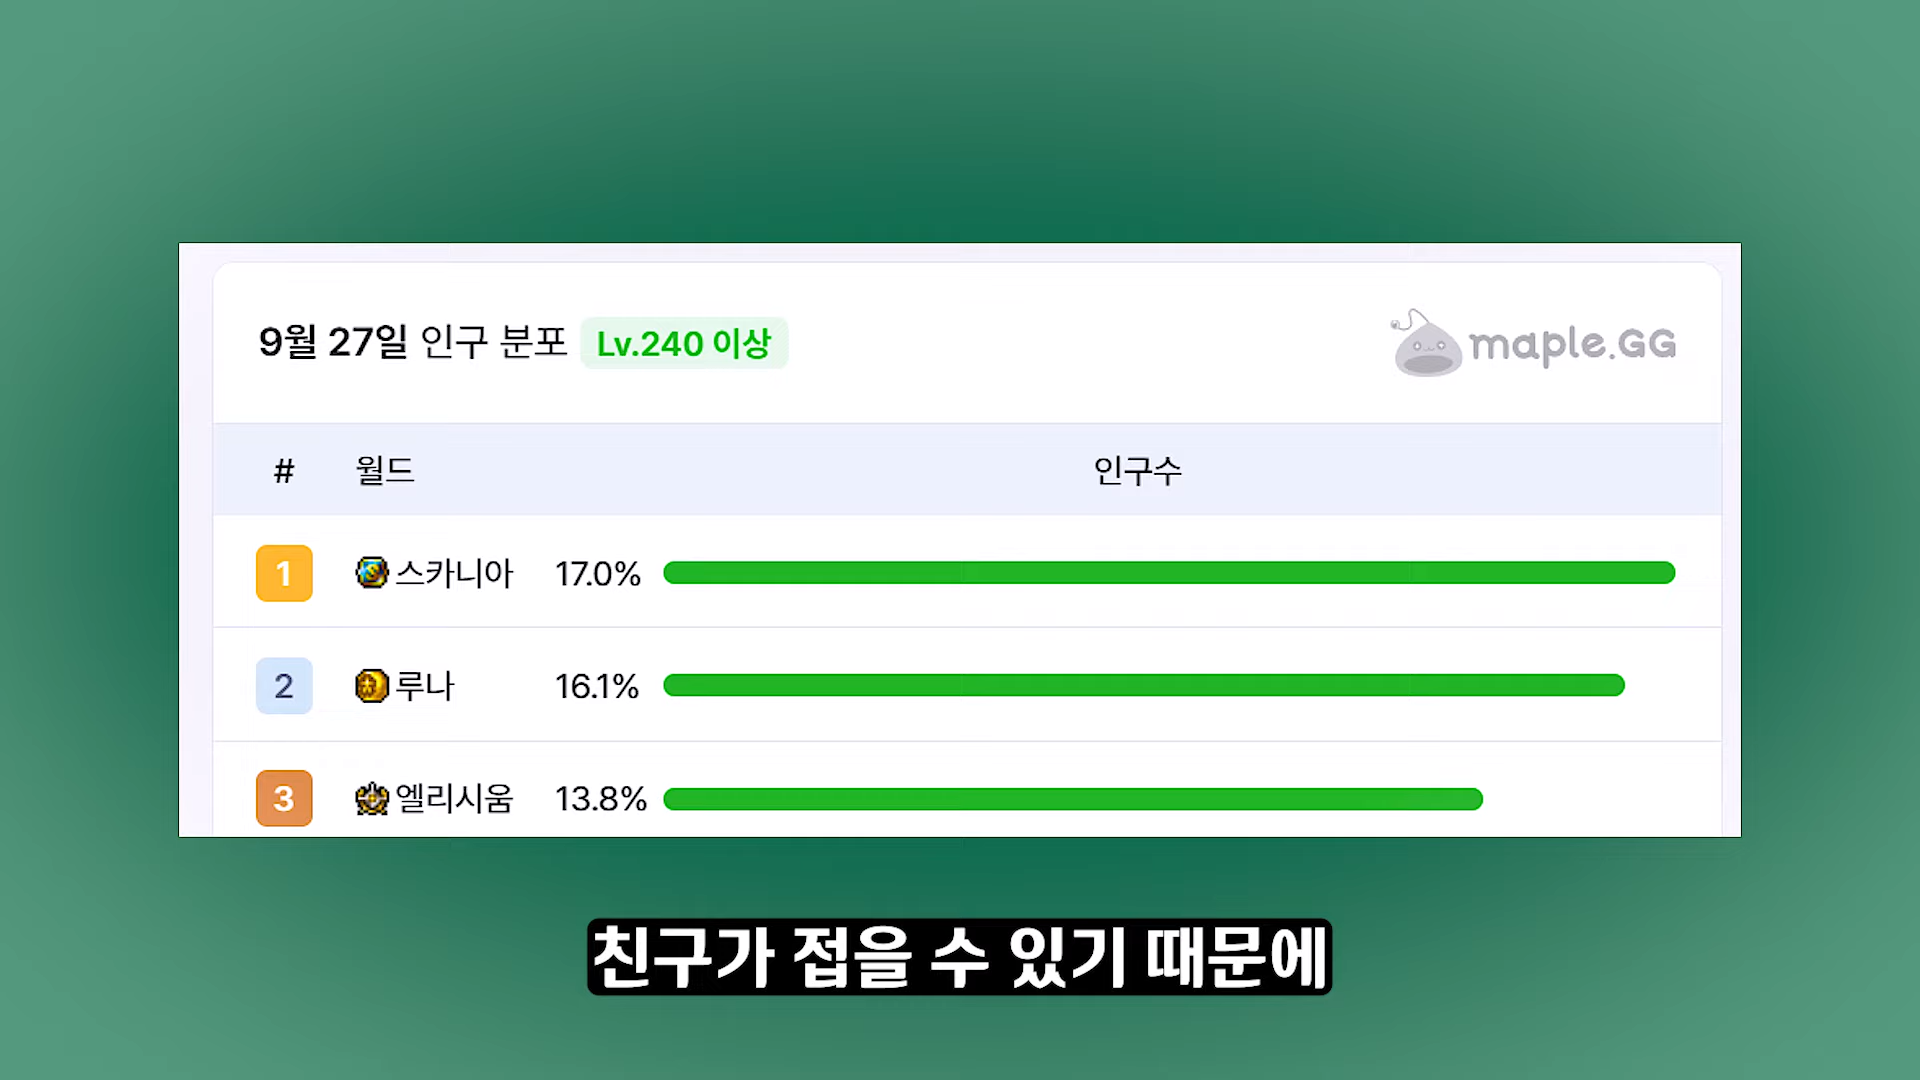 9월 27일 인구 분포 Lv.240 이상
maple.GG
# 월드 인구수
1 스카니아 17.0%
2 루나 16.1%
3 엘리시움 13.8%
친구가 접을 수 있기 때문에